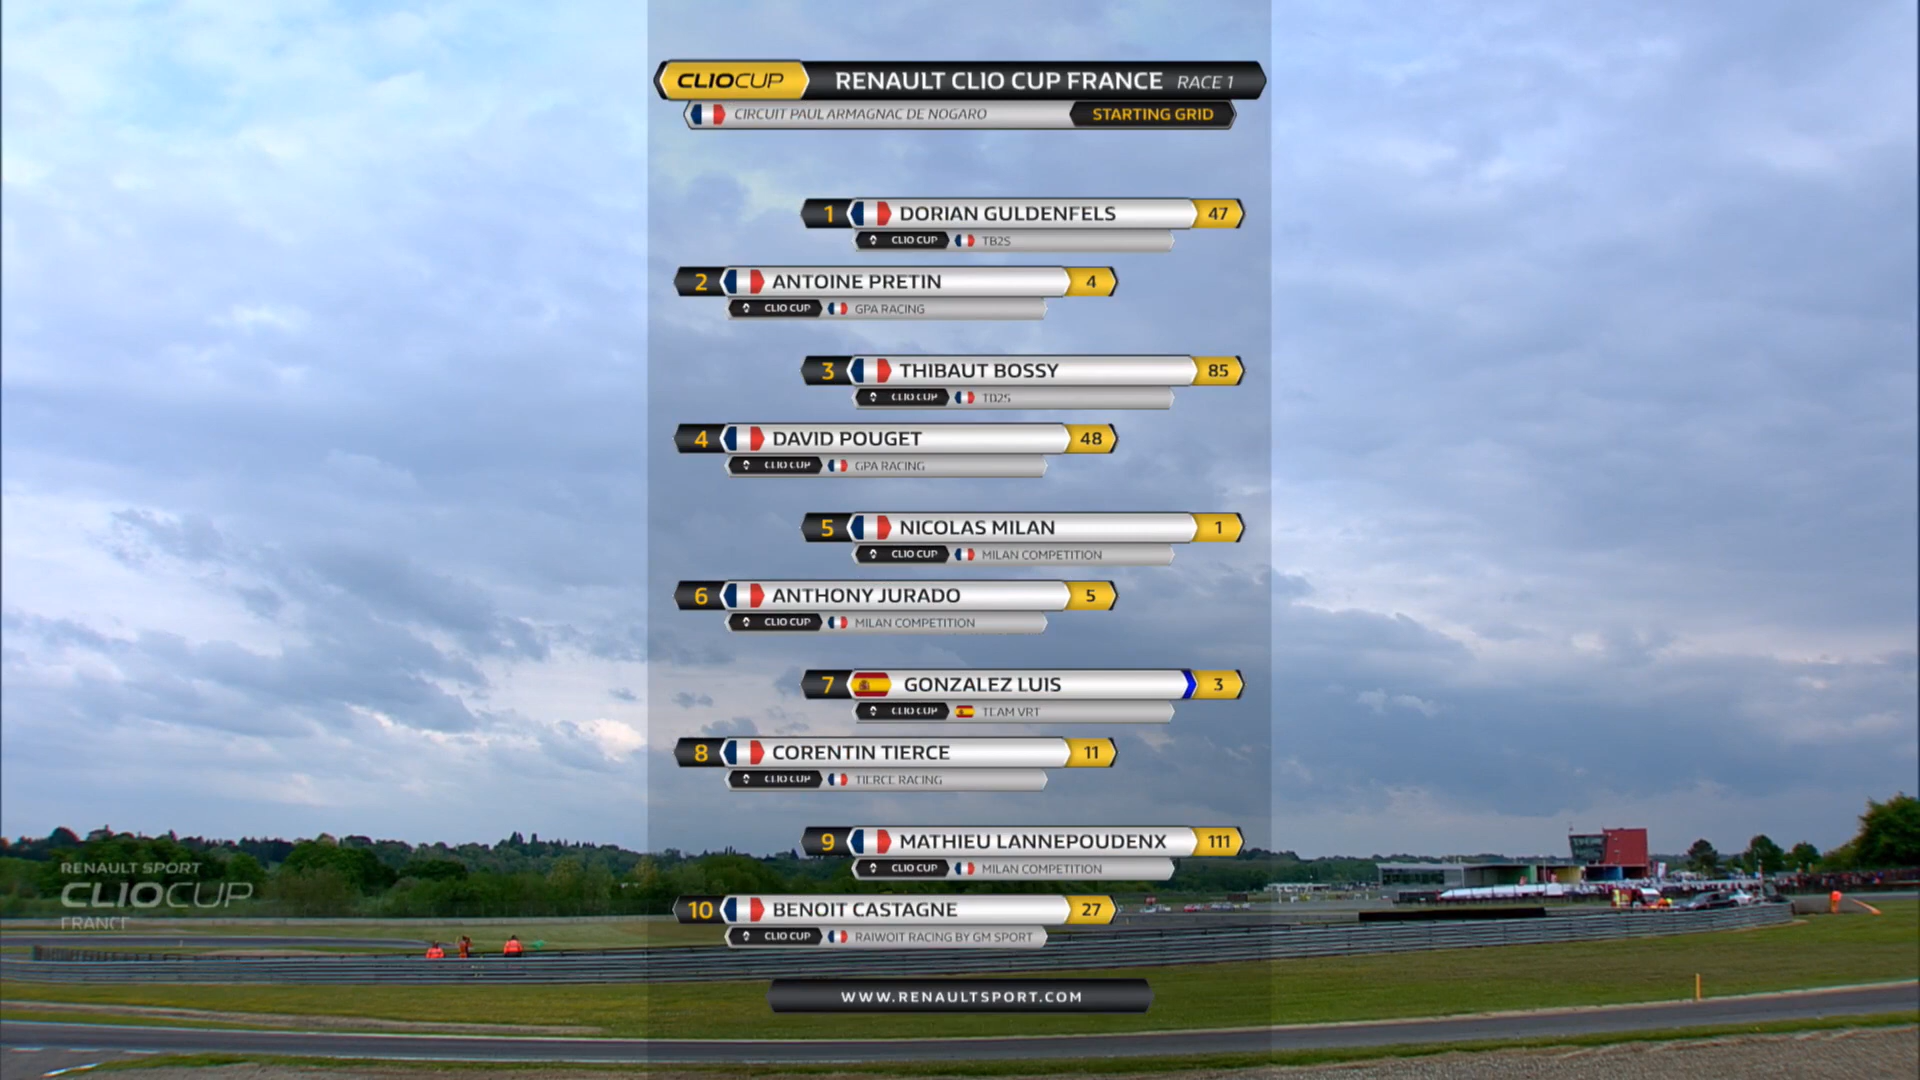 CLIOCUP RENAULT CLIO CUP FRANCE RACE 1
CIRCUIT PAUL ARMAGNAC DE NOGARO STARTING GRID
1 DORIAN GULDENFELS 47
CLIO CUP TB2S
2 ANTOINE PRETIN 4
CLIO CUP GPA RACING
3 THIBAUT BOSSY 85
CLIO CUP TB2S
4 DAVID POUGET 48
CLIO CUP GPA RACING
5 NICOLAS MILAN 1
CLIO CUP MILAN COMPETITION
6 ANTHONY JURADO 5
CLIO CUP MILAN COMPETITION
7 GONZALEZ LUIS 3
CLIO CUP TEAM VRT
8 CORENTIN TIERCE 11
CLIO CUP TIERCE RACING
9 MATHIEU LANNEPOUDENX 111
CLIO CUP MILAN COMPETITION
10 BENOIT CASTAGNE 27
CLIO CUP RAIWOIT RACING BY GM SPORT
WWW.RENAULTSPORT.COM
RENAULT SPORT
CLIOCUP
FRANCE